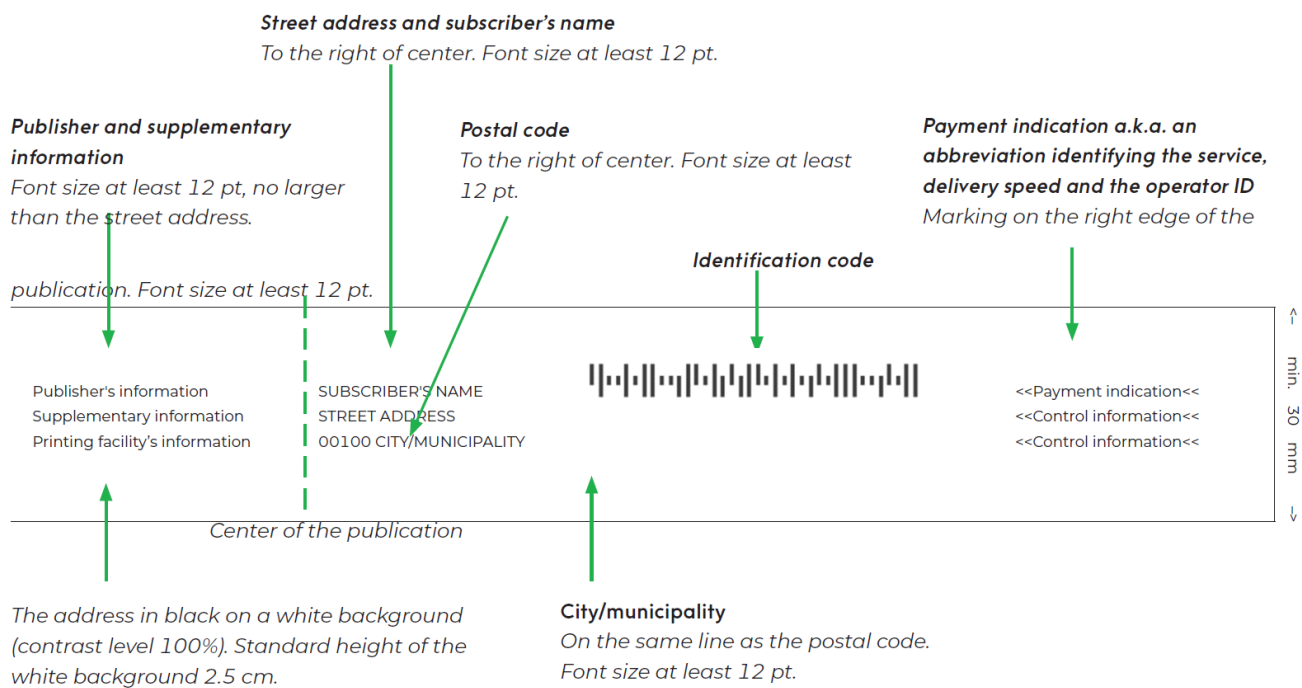 Street address and subscriber's name
To the right of center. Font size at least 12 pt.
Publisher and supplementary
information
Font size at least 12 pt, no larger
than the street address.
Postal code
To the right of center. Font size at least
12 pt.
Payment indication a.k.a. an
abbreviation identifying the service,
delivery speed and the operator ID
Marking on the right edge of the
publication. Font size at least 12 pt.
Identification code
Publisher's information
Supplementary information
Printing facility's information
SUBSCRIBER'S NAME
STREET ADDRESS
00100 CITY/MUNICIPALITY
<<Payment indication<<
<<Control information<<
<<Control information<<
<– min. 30 mm –>
Center of the publication
The address in black on a white background
(contrast level 100%). Standard height of the
white background 2.5 cm.
City/municipality
On the same line as the postal code.
Font size at least 12 pt.